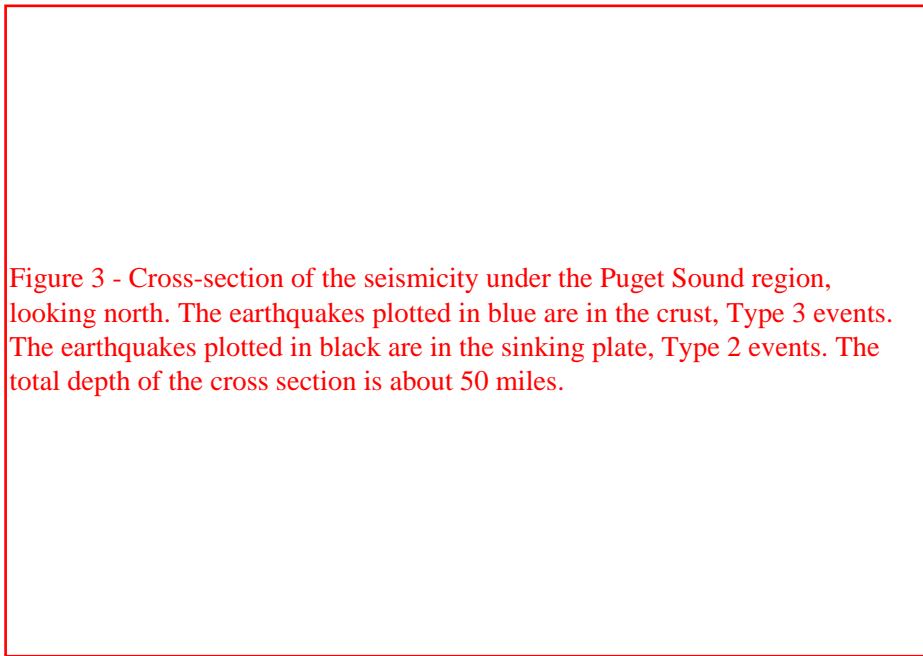 Figure 3 - Cross-section of the seismicity under the Puget Sound region,
looking north. The earthquakes plotted in blue are in the crust, Type 3 events.
The earthquakes plotted in black are in the sinking plate, Type 2 events. The
total depth of the cross section is about 50 miles.